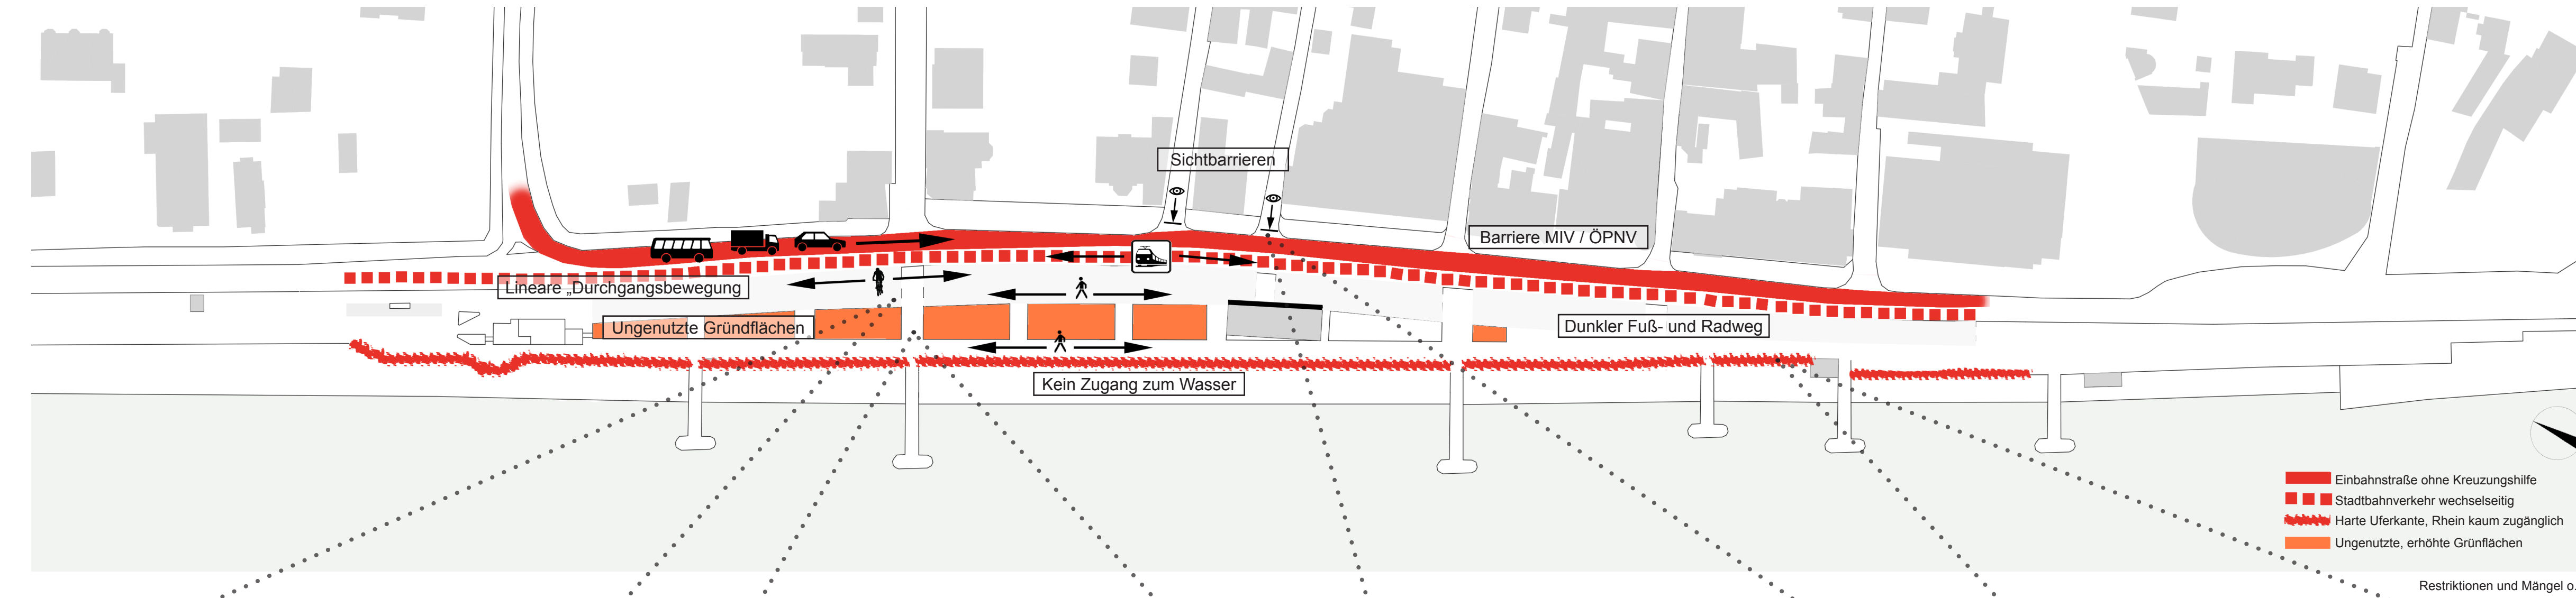 Sichtbarrieren
Barriere MIV / ÖPNV
Lineare „Durchgangsbewegung
Ungenutzte Gründflächen
Dunkler Fuß- und Radweg
Kein Zugang zum Wasser
Einbahnstraße ohne Kreuzungshilfe
Stadtbahnverkehr wechselseitig
Harte Uferkante, Rhein kaum zugänglich
Ungenutzte, erhöhte Grünflächen
Restriktionen und Mängel o.